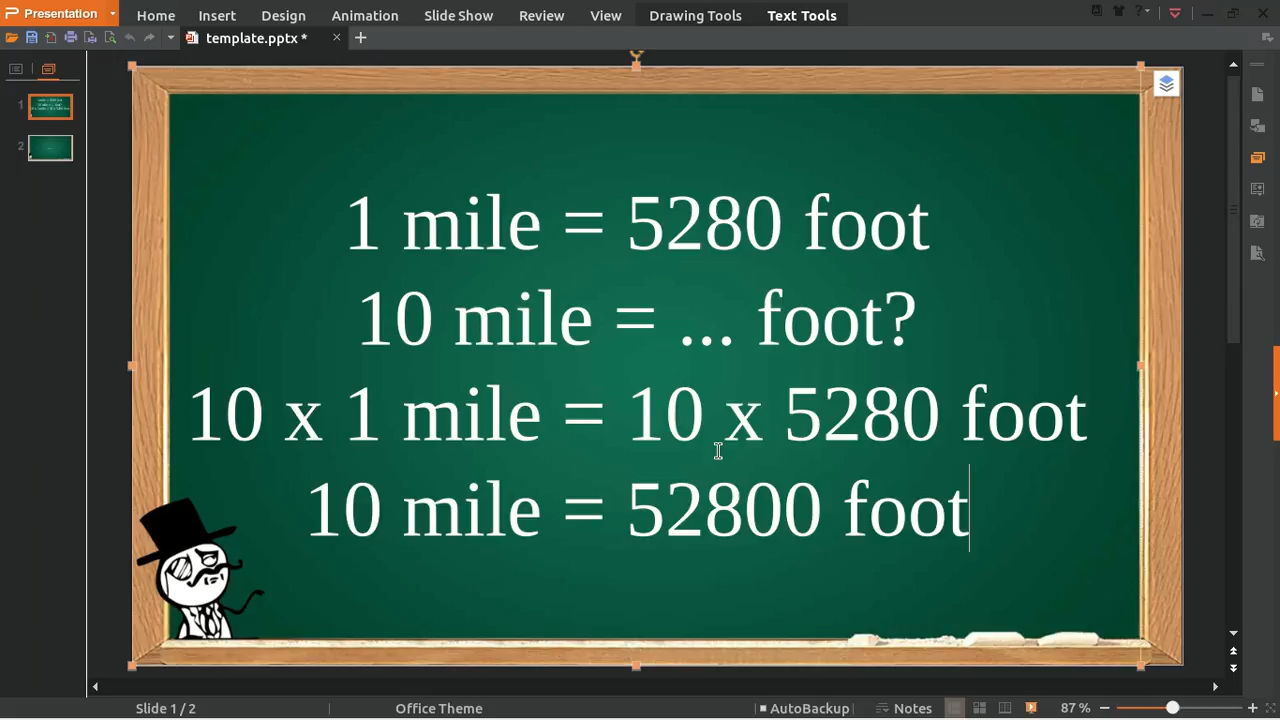 Presentation
Home Insert Design Animation Slide Show Review View Drawing Tools Text Tools
template.pptx *
1
2
1 mile = 5280 foot
10 mile = ... foot?
10 x 1 mile = 10 x 5280 foot
10 mile = 52800 foot
Slide 1 / 2 Office Theme AutoBackup Notes 87 %